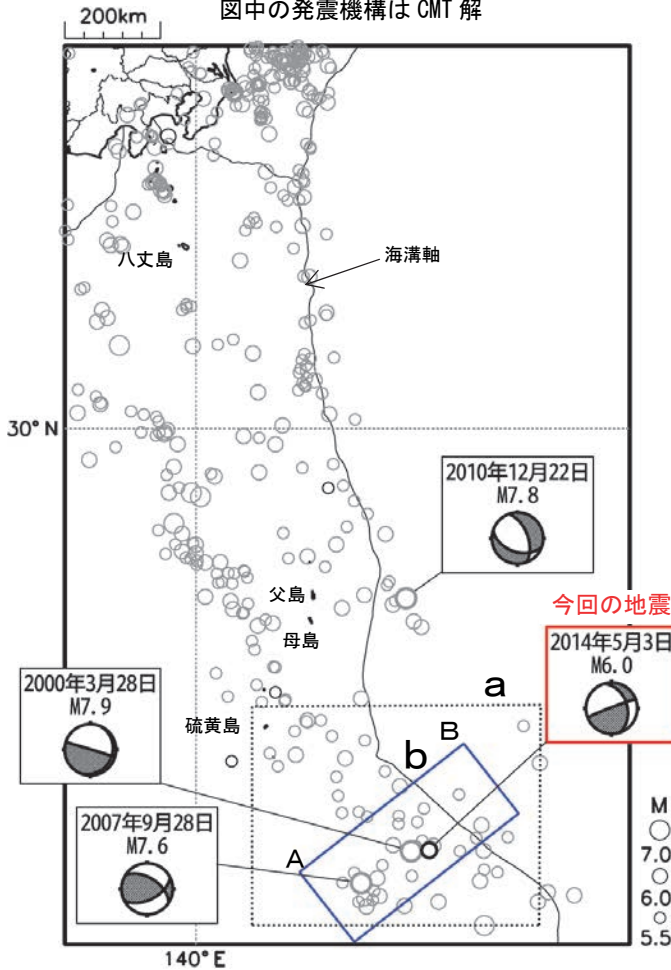 200km
図中の発震機構は CMT 解
八丈島
海溝軸
30°N
2010年12月22日
M7.8
父島
母島
今回の地震
2014年5月3日
M6.0
a
2000年3月28日
M7.9
硫黄島
B
b
M
7.0
6.0
5.5
2007年9月28日
M7.6
A
140°E